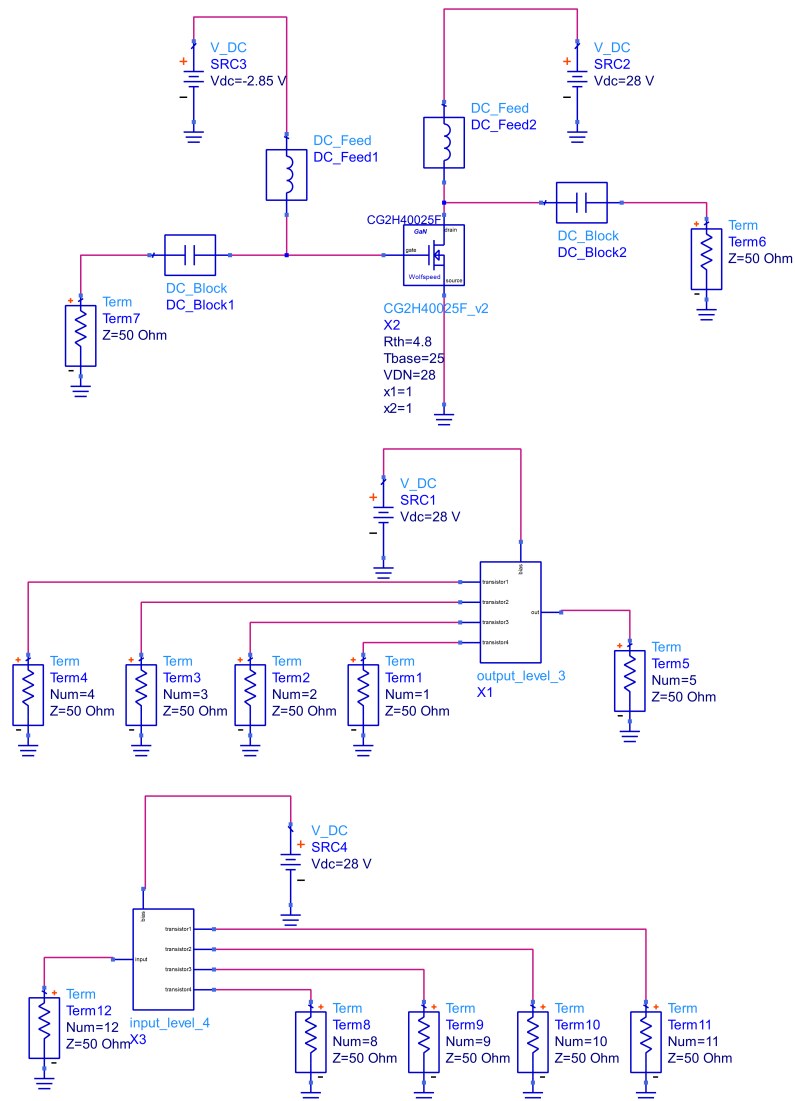 V_DC
SRC3
Vdc=-2.85 V
V_DC
SRC2
Vdc=28 V
DC_Feed
DC_Feed1
DC_Feed
DC_Feed2
CG2H40025F
GaN
drain
gate
Wolfspeed
source
DC_Block
DC_Block1
DC_Block
DC_Block2
Term
Term6
Z=50 Ohm
Term
Term7
Z=50 Ohm
CG2H40025F_v2
X2
Rth=4.8
Tbase=25
VDN=28
x1=1
x2=1
V_DC
SRC1
Vdc=28 V
bias
transistor1
transistor2
transistor3
transistor4
out
output_level_3
X1
Term
Term4
Num=4
Z=50 Ohm
Term
Term3
Num=3
Z=50 Ohm
Term
Term2
Num=2
Z=50 Ohm
Term
Term1
Num=1
Z=50 Ohm
Term
Term5
Num=5
Z=50 Ohm
V_DC
SRC4
Vdc=28 V
bias
transistor1
transistor2
transistor3
transistor4
input
input_level_4
X3
Term
Term12
Num=12
Z=50 Ohm
Term
Term8
Num=8
Z=50 Ohm
Term
Term9
Num=9
Z=50 Ohm
Term
Term10
Num=10
Z=50 Ohm
Term
Term11
Num=11
Z=50 Ohm